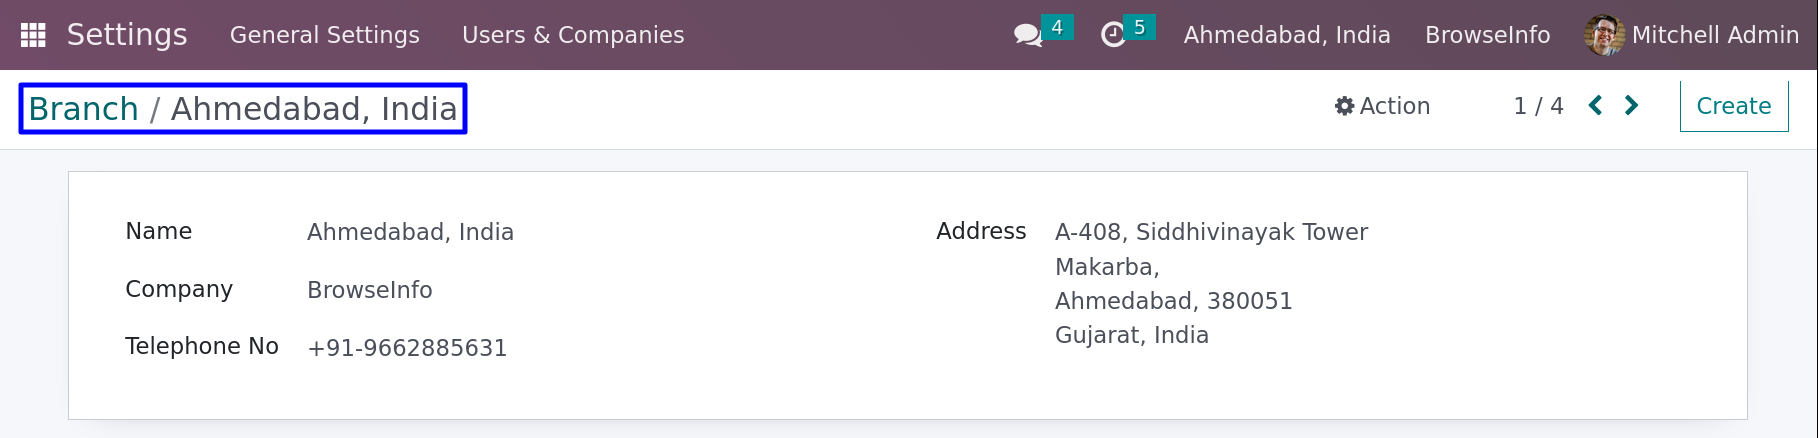 Settings General Settings Users & Companies 4 5 Ahmedabad, India BrowseInfo Mitchell Admin
Branch / Ahmedabad, India Action 1 / 4 Create
Name Ahmedabad, India Address A-408, Siddhivinayak Tower
Makarba,
Company BrowseInfo
Ahmedabad, 380051
Gujarat, India
Telephone No +91-9662885631